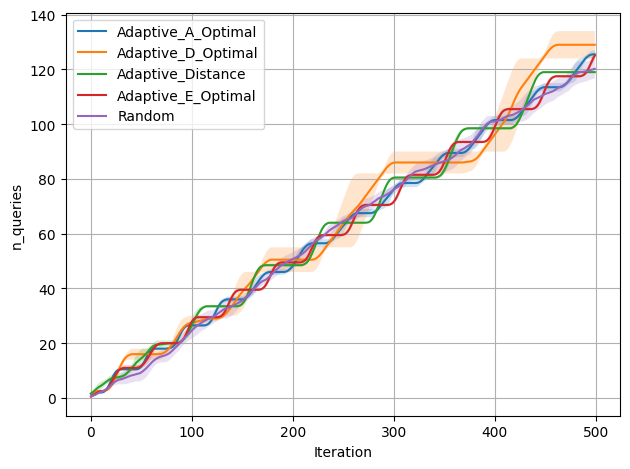 140
120
100
80
60
40
20
0
n_queries
Adaptive_A_Optimal
Adaptive_D_Optimal
Adaptive_Distance
Adaptive_E_Optimal
Random
0 100 200 300 400 500
Iteration